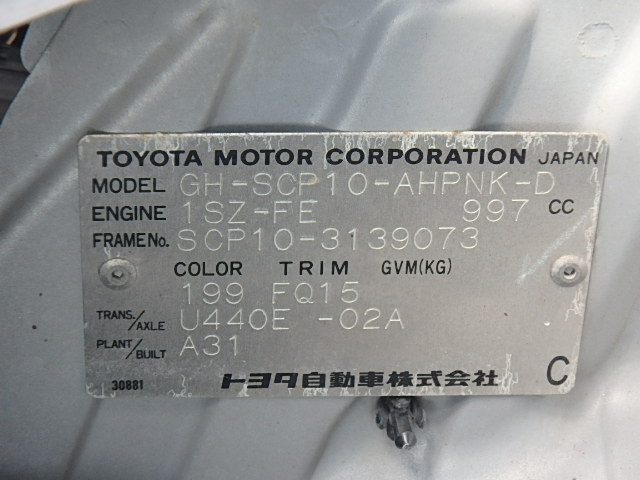 TOYOTA MOTOR CORPORATION JAPAN
MODEL GH-SCP10-AHPNK-D
ENGINE 1SZ-FE 997 CC
FRAME No. SCP10-3139073
COLOR TRIM GVM(KG)
199 FQ15
TRANS./AXLE U440E -02A
PLANT/BUILT A31
30881 トヨタ自動車株式会社 C